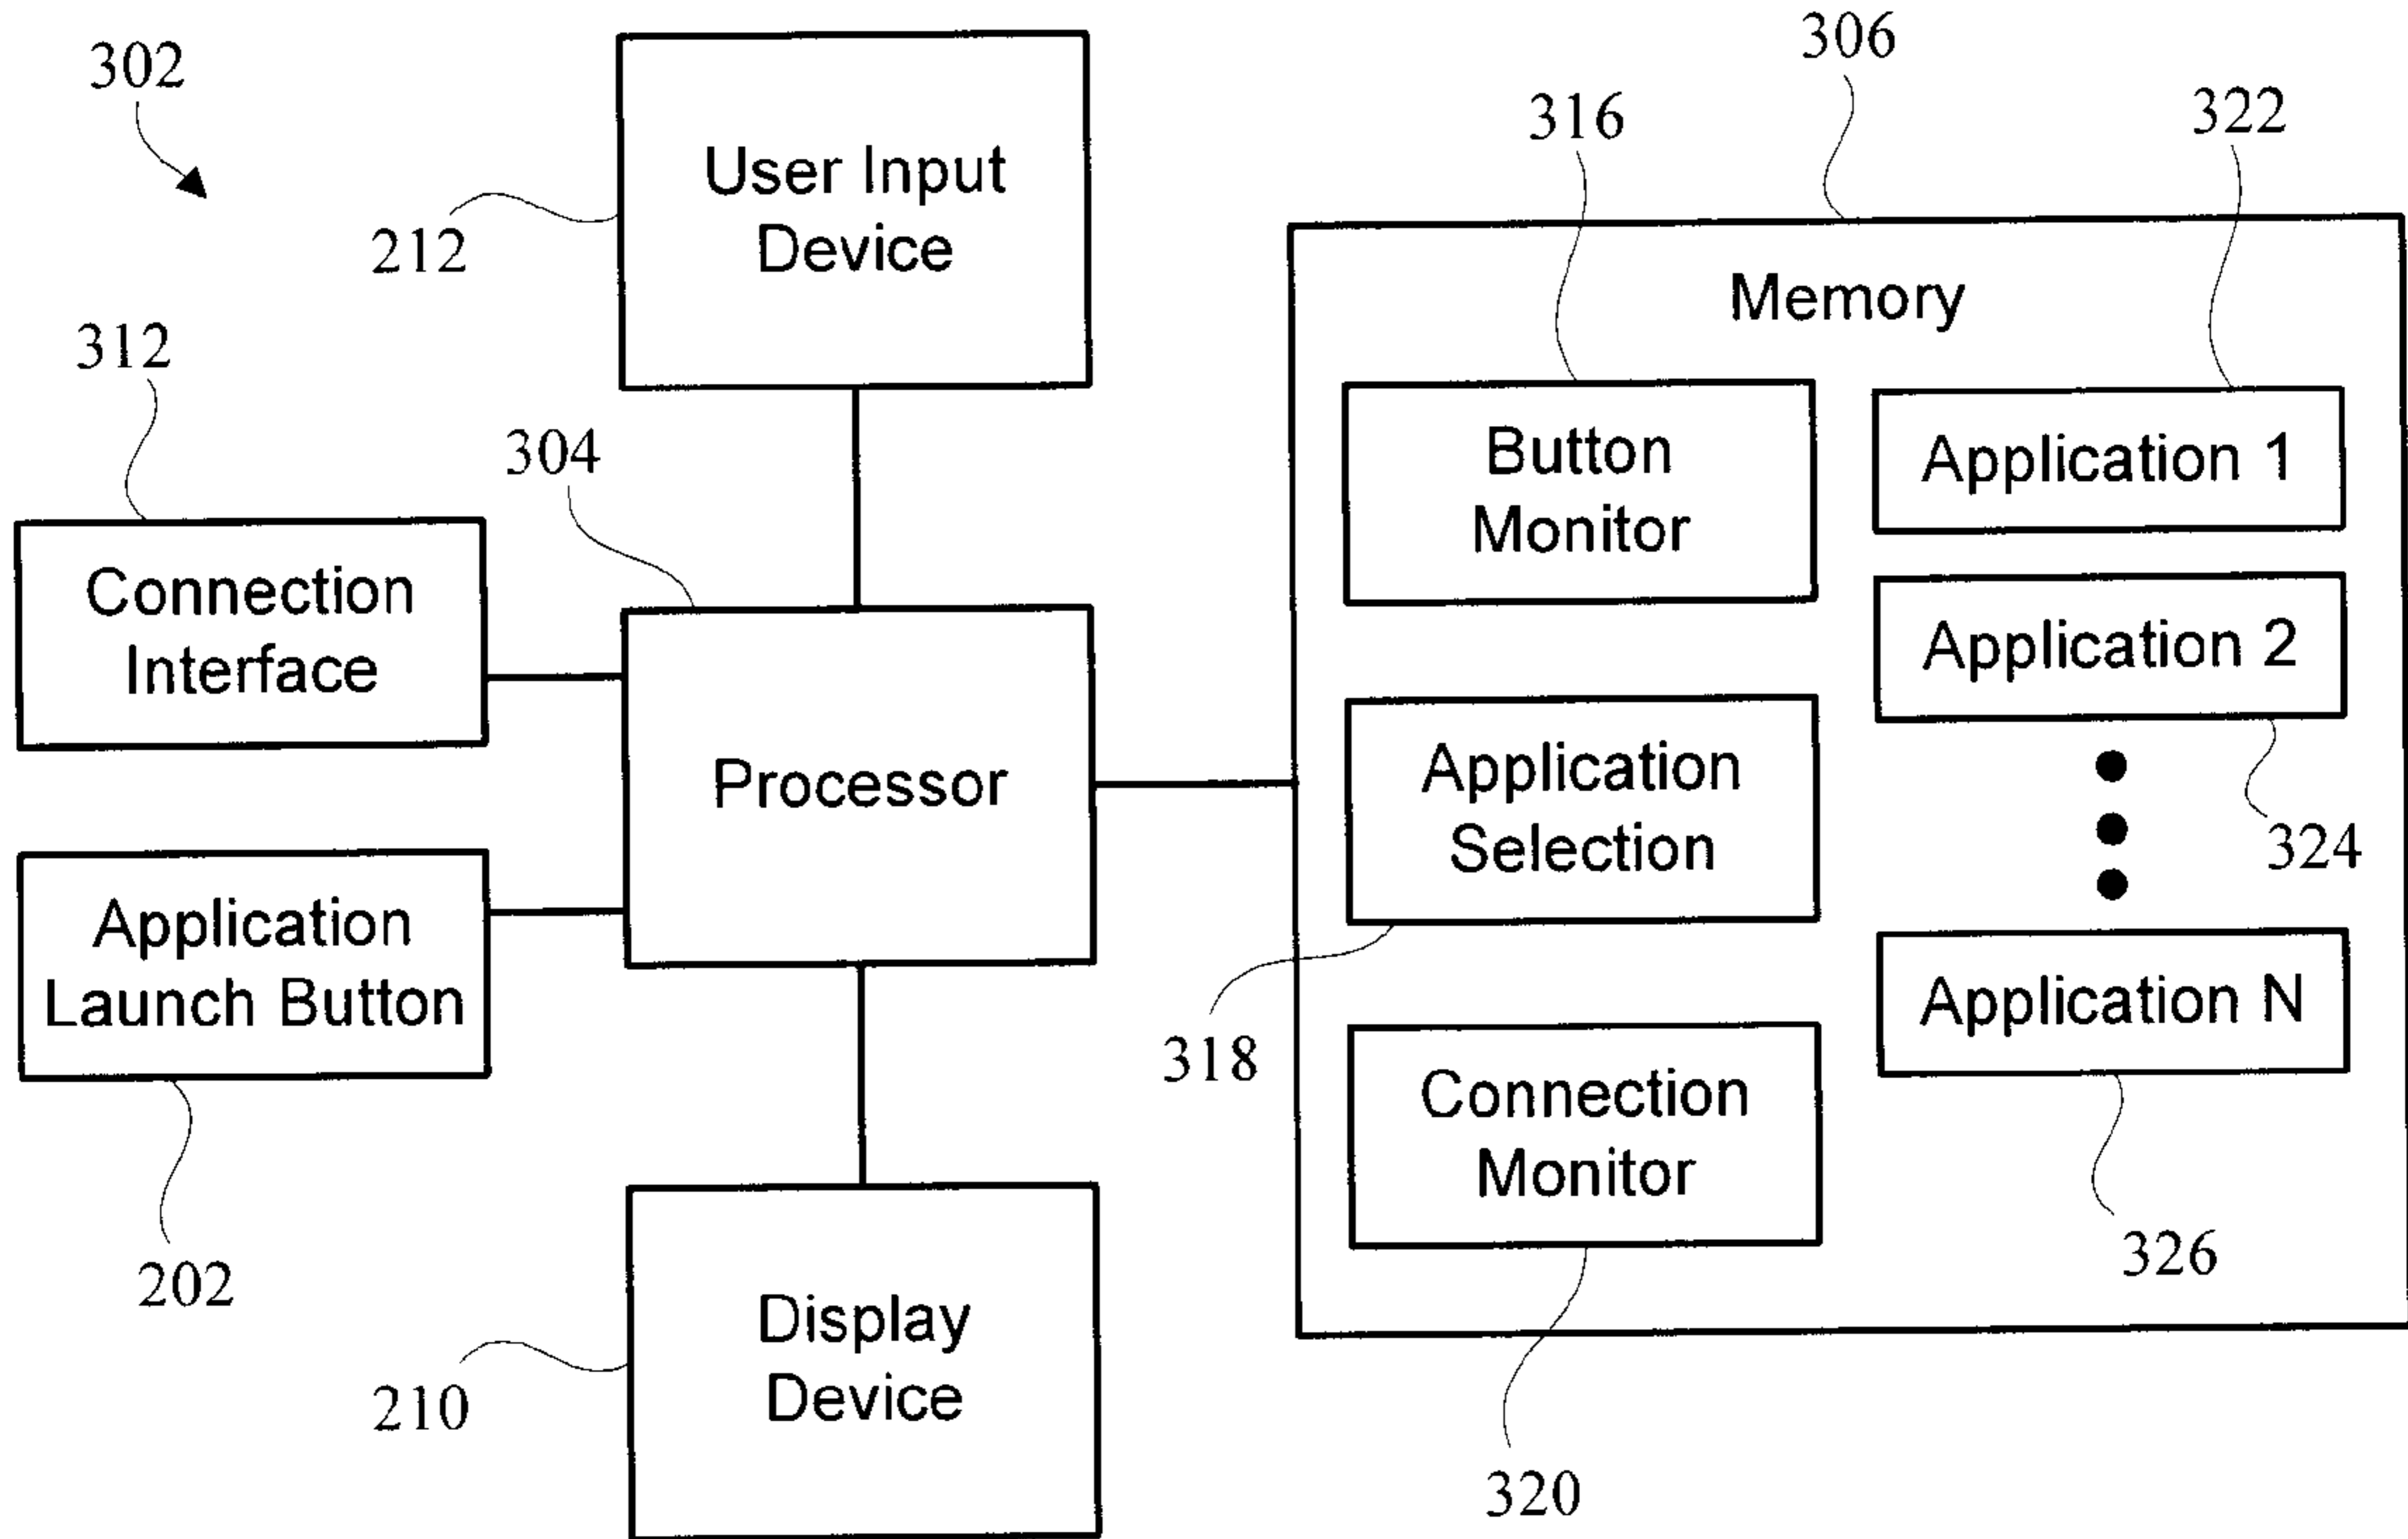 302
User Input
Device
212
306
Memory
316
322
Button
Monitor
Application 1
312
Connection
Interface
304
Processor
Application 2
324
Application
Selection
318
Application
Launch Button
202
Application N
326
Connection
Monitor
320
Display
Device
210